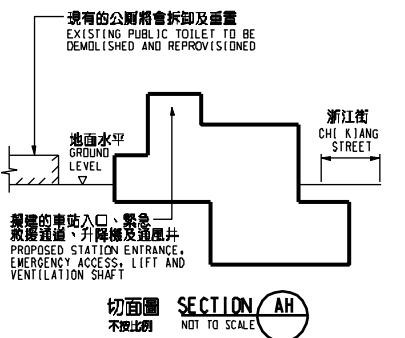 現有的公厠將會拆卸及重置
EXISTING PUBLIC TOILET TO BE
DEMOLISHED AND REPROVISIONED
地面水平
GROUND
LEVEL
浙江街
CHI KIANG
STREET
擬建的車站入口、緊急
救援通道、升降機及通風井
PROPOSED STATION ENTRANCE,
EMERGENCY ACCESS, LIFT AND
VENTILATION SHAFT
切面圖 SECTION AH
不按比例 NOT TO SCALE